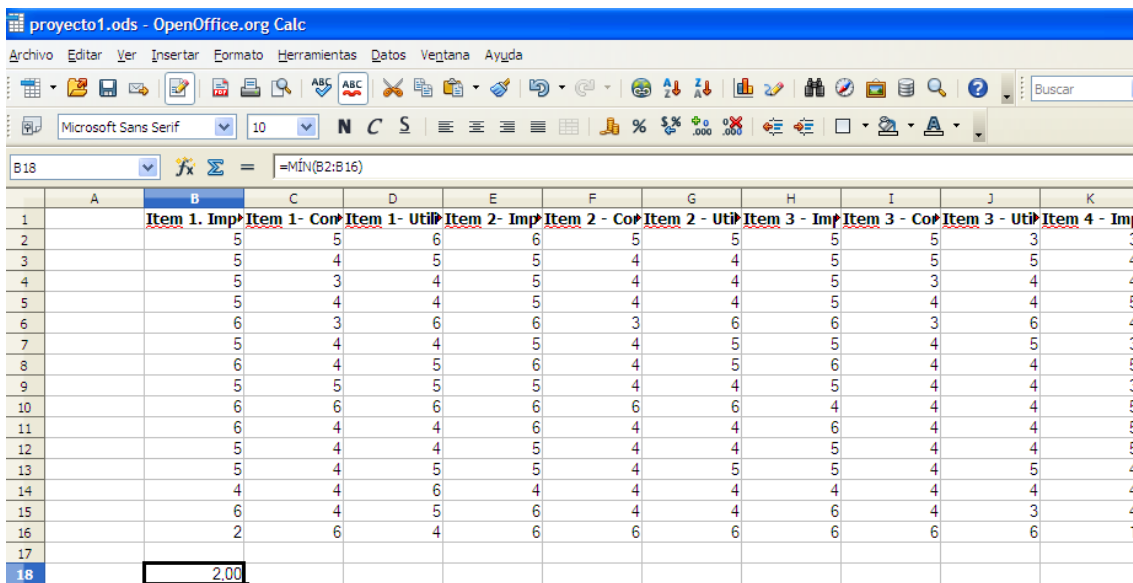 proyecto1.ods - OpenOffice.org Calc
Archivo Editar Ver Insertar Formato Herramientas Datos Ventana Ayuda
Buscar
Microsoft Sans Serif 10 N C S
B18 =MÍN(B2:B16)
A B C D E F G H I J K
1 Item 1. Imp Item 1- Con Item 1- Utili Item 2- Imp Item 2 - Con Item 2 - Uti Item 3 - Imp Item 3 - Con Item 3 - Uti Item 4 - Imp
2 5 5 6 6 5 5 5 5 3
3 5 4 5 5 4 4 5 5 5
4 5 3 4 5 4 4 5 3 4
5 5 4 4 5 4 4 5 4 4
6 6 3 6 6 3 6 6 3 6
7 5 4 4 5 4 5 5 4 5
8 6 4 5 6 4 5 6 4 4
9 5 5 5 5 4 4 5 4 4
10 6 6 6 6 6 6 4 4 4
11 6 4 4 6 4 4 6 4 4
12 5 4 4 5 4 4 5 4 4
13 5 4 5 5 4 5 5 4 5
14 4 4 6 4 4 4 4 4 4
15 6 4 5 6 4 4 6 4 3
16 2 6 4 6 6 6 6 6 6
17
18 2,00